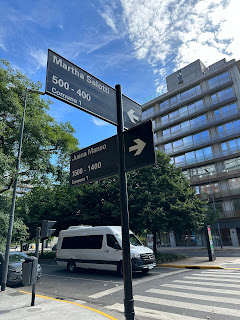 Martha Salotti
500 - 400
Comuna 1
Juana Manso
1500 - 1400
Comuna 1